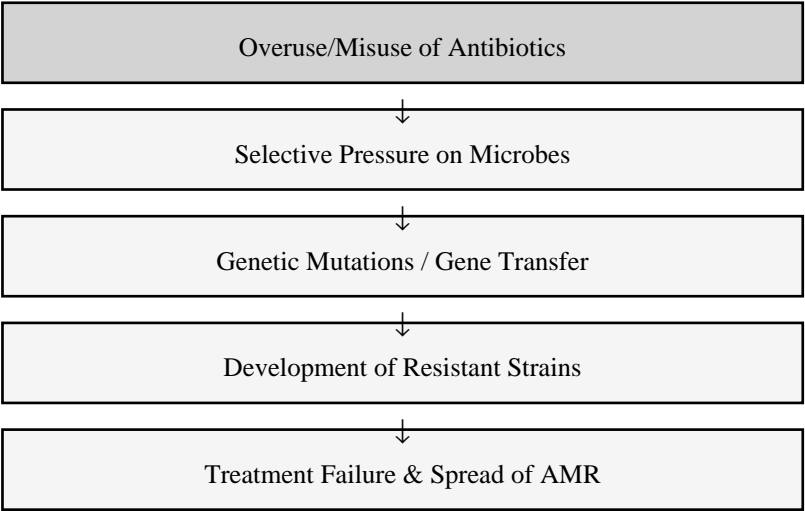 Overuse/Misuse of Antibiotics
Selective Pressure on Microbes
Genetic Mutations / Gene Transfer
Development of Resistant Strains
Treatment Failure & Spread of AMR